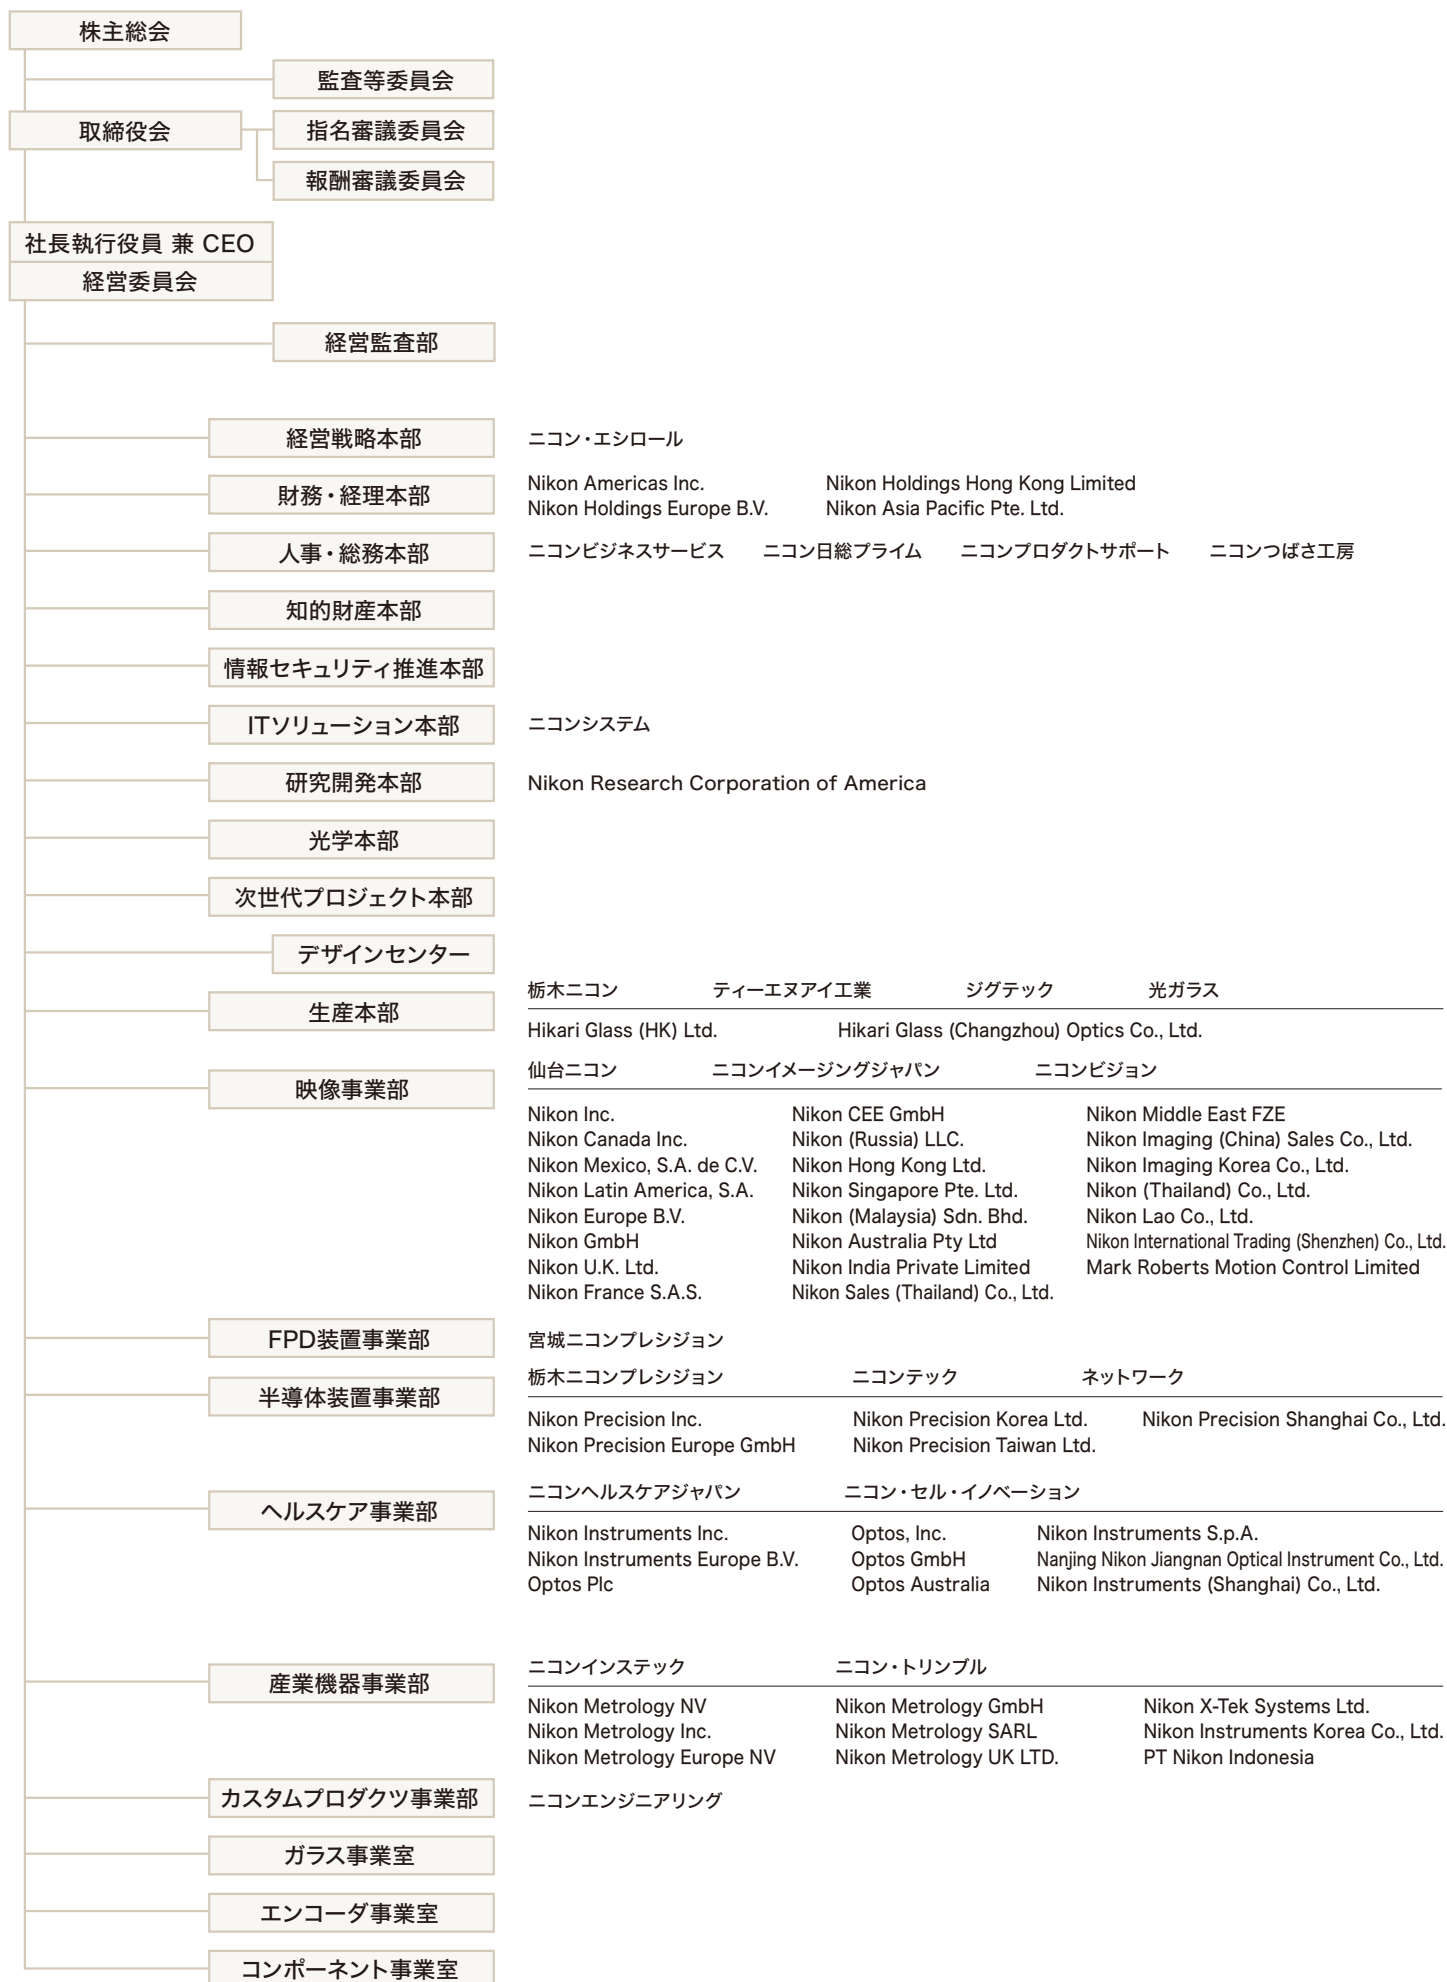 株主総会
監査等委員会
取締役会
指名審議委員会
報酬審議委員会
社長執行役員 兼 CEO
経営委員会
経営監査部
経営戦略本部
ニコン・エシロール
財務・経理本部
Nikon Americas Inc.
Nikon Holdings Hong Kong Limited
Nikon Holdings Europe B.V.
Nikon Asia Pacific Pte. Ltd.
人事・総務本部
ニコンビジネスサービス
ニコン日総プライム
ニコンプロダクトサポート
ニコンつばさ工房
知的財産本部
情報セキュリティ推進本部
ITソリューション本部
ニコンシステム
研究開発本部
Nikon Research Corporation of America
光学本部
次世代プロジェクト本部
デザインセンター
生産本部
栃木ニコン
ティーエヌアイ工業
ジグテック
光ガラス
Hikari Glass (HK) Ltd.
Hikari Glass (Changzhou) Optics Co., Ltd.
映像事業部
仙台ニコン
ニコンイメージングジャパン
ニコンビジョン
Nikon Inc.
Nikon CEE GmbH
Nikon Middle East FZE
Nikon Canada Inc.
Nikon (Russia) LLC.
Nikon Imaging (China) Sales Co., Ltd.
Nikon Mexico, S.A. de C.V.
Nikon Hong Kong Ltd.
Nikon Imaging Korea Co., Ltd.
Nikon Latin America, S.A.
Nikon Singapore Pte. Ltd.
Nikon (Thailand) Co., Ltd.
Nikon Europe B.V.
Nikon (Malaysia) Sdn. Bhd.
Nikon Lao Co., Ltd.
Nikon GmbH
Nikon Australia Pty Ltd
Nikon International Trading (Shenzhen) Co., Ltd.
Nikon U.K. Ltd.
Nikon India Private Limited
Mark Roberts Motion Control Limited
Nikon France S.A.S.
Nikon Sales (Thailand) Co., Ltd.
FPD装置事業部
宮城ニコンプレシジョン
半導体装置事業部
栃木ニコンプレシジョン
ニコンテック
ネットワーク
Nikon Precision Inc.
Nikon Precision Korea Ltd.
Nikon Precision Shanghai Co., Ltd.
Nikon Precision Europe GmbH
Nikon Precision Taiwan Ltd.
ヘルスケア事業部
ニコンヘルスケアジャパン
ニコン・セル・イノベーション
Nikon Instruments Inc.
Optos, Inc.
Nikon Instruments S.p.A.
Nikon Instruments Europe B.V.
Optos GmbH
Nanjing Nikon Jiangnan Optical Instrument Co., Ltd.
Optos Plc
Optos Australia
Nikon Instruments (Shanghai) Co., Ltd.
産業機器事業部
ニコンインステック
ニコン・トリンブル
Nikon Metrology NV
Nikon Metrology GmbH
Nikon X-Tek Systems Ltd.
Nikon Metrology Inc.
Nikon Metrology SARL
Nikon Instruments Korea Co., Ltd.
Nikon Metrology Europe NV
Nikon Metrology UK LTD.
PT Nikon Indonesia
カスタムプロダクツ事業部
ニコンエンジニアリング
ガラス事業室
エンコーダ事業室
コンポーネント事業室